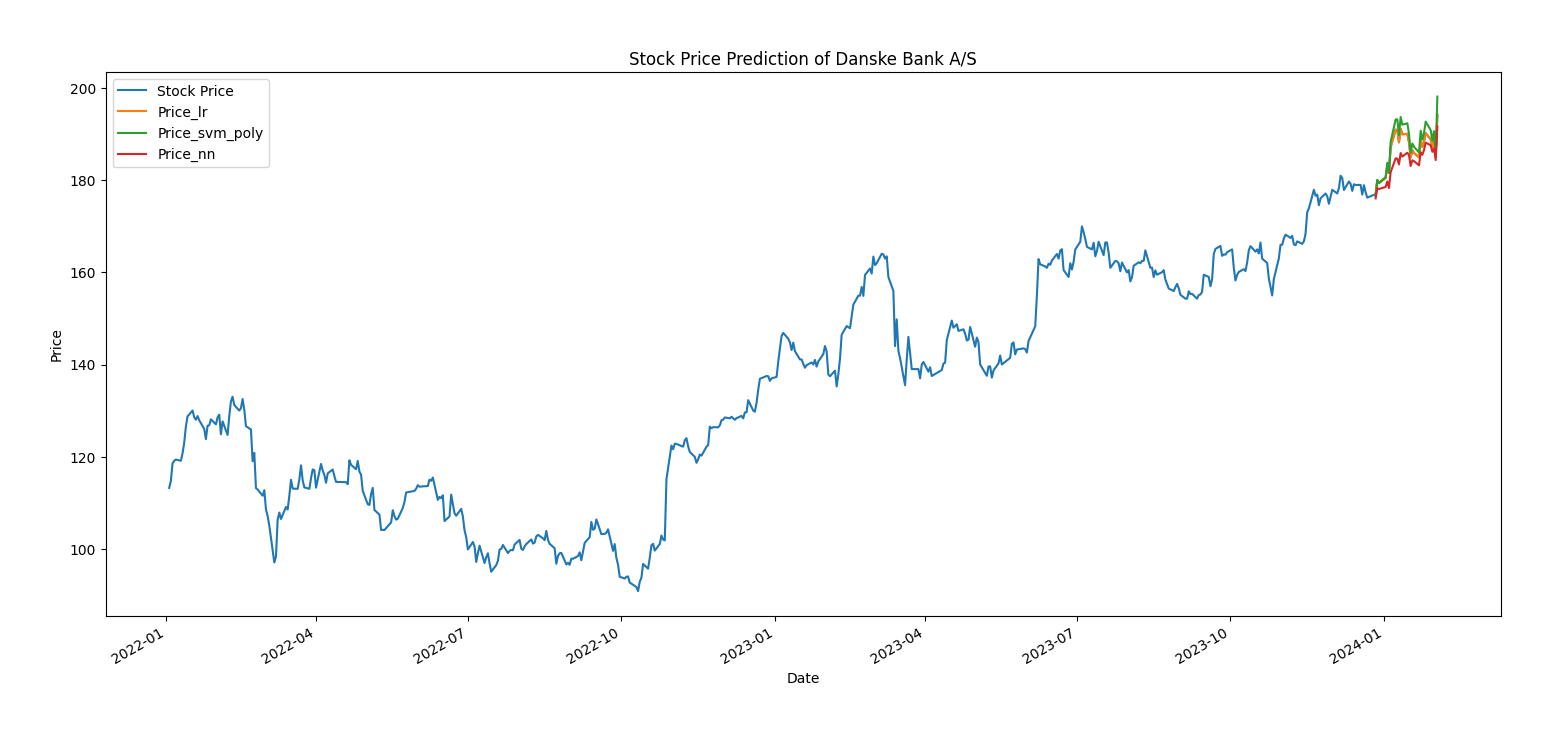 Stock Price Prediction of Danske Bank A/S
Stock Price
Price_lr
Price_svm_poly
Price_nn
200
180
160
140
120
100
Price
2022-01
2022-04
2022-07
2022-10
2023-01
2023-04
2023-07
2023-10
2024-01
Date